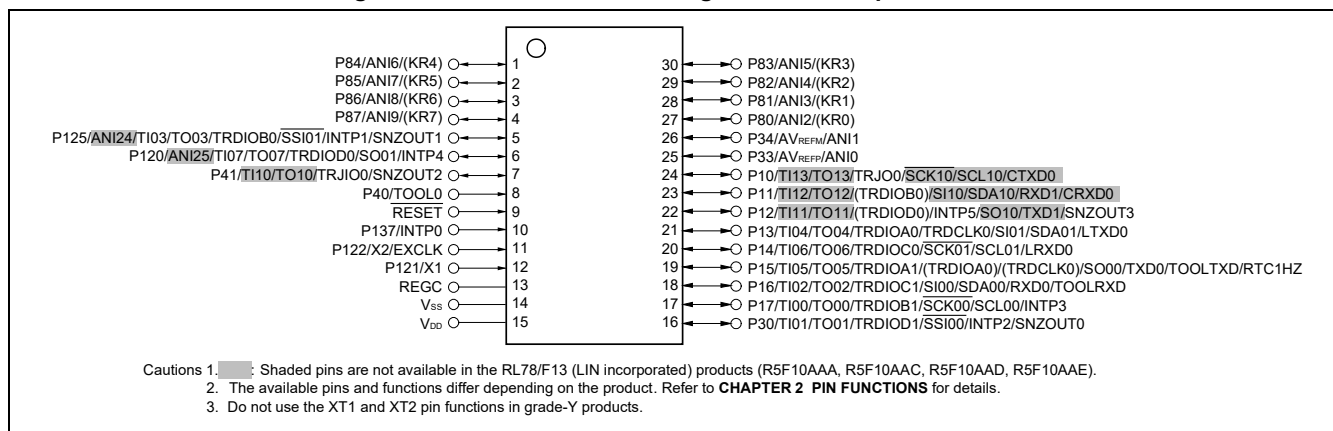 P84/ANI6/(KR4) 1 30 P83/ANI5/(KR3)
P85/ANI7/(KR5) 2 29 P82/ANI4/(KR2)
P86/ANI8/(KR6) 3 28 P81/ANI3/(KR1)
P87/ANI9/(KR7) 4 27 P80/ANI2/(KR0)
P125/ANI24/TI03/TO03/TRDIOB0/SSI01/INTP1/SNZOUT1 5 26 P34/AVREFM/ANI1
P120/ANI25/TI07/TO07/TRDIOD0/SO01/INTP4 6 25 P33/AVREFP/ANI0
P41/TI10/TO10/TRJIO0/SNZOUT2 7 24 P10/TI13/TO13/TRJO0/SCK10/SCL10/CTXD0
P40/TOOL0 8 23 P11/TI12/TO12/(TRDIOB0)/SI10/SDA10/RXD1/CRXD0
RESET 9 22 P12/TI11/TO11/(TRDIOD0)/INTP5/SO10/TXD1/SNZOUT3
P137/INTP0 10 21 P13/TI04/TO04/TRDIOA0/TRDCLK0/SI01/SDA01/LTXD0
P122/X2/EXCLK 11 20 P14/TI06/TO06/TRDIOC0/SCK01/SCL01/LRXD0
P121/X1 12 19 P15/TI05/TO05/TRDIOA1/(TRDIOA0)/(TRDCLK0)/SO00/TXD0/TOOLTXD/RTC1HZ
REGC 13 18 P16/TI02/TO02/TRDIOC1/SI00/SDA00/RXD0/TOOLRXD
VSS 14 17 P17/TI00/TO00/TRDIOB1/SCK00/SCL00/INTP3
VDD 15 16 P30/TI01/TO01/TRDIOD1/SSI00/INTP2/SNZOUT0
Cautions 1. : Shaded pins are not available in the RL78/F13 (LIN incorporated) products (R5F10AAA, R5F10AAC, R5F10AAD, R5F10AAE).
2. The available pins and functions differ depending on the product. Refer to CHAPTER 2 PIN FUNCTIONS for details.
3. Do not use the XT1 and XT2 pin functions in grade-Y products.